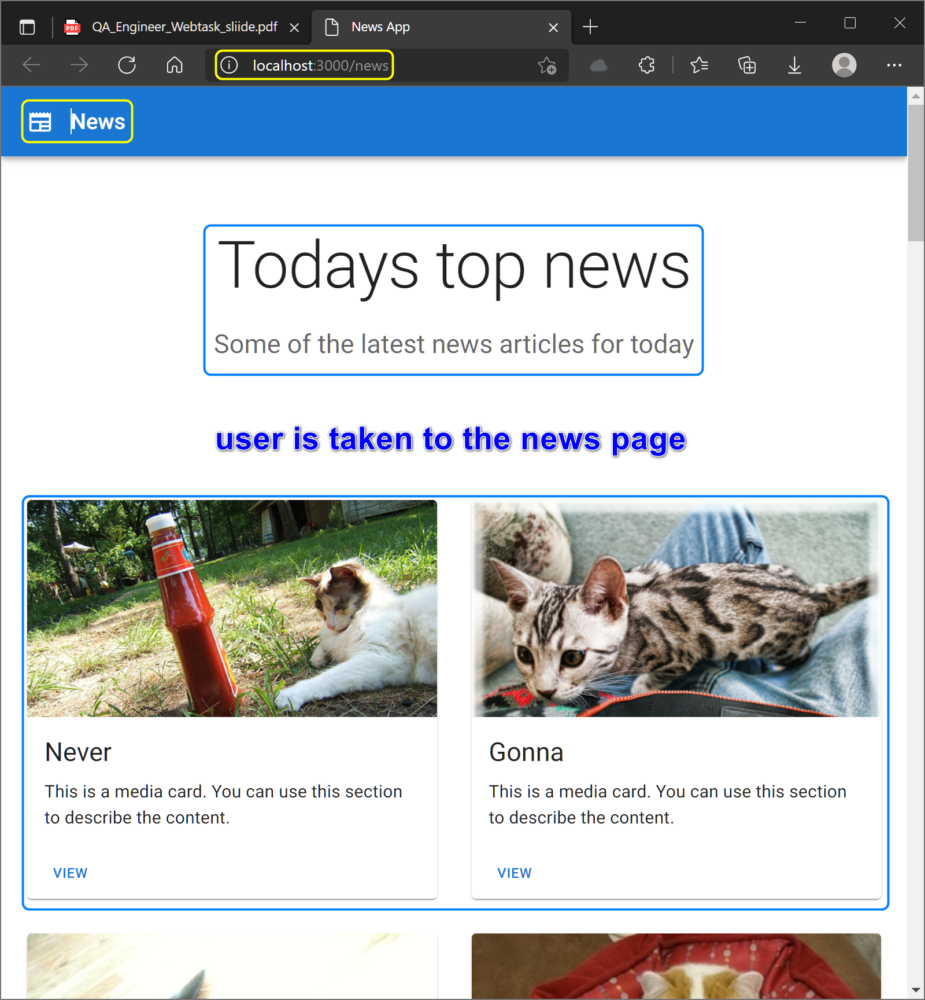 PDF
QA_Engineer_Webtask_sliide.pdf
News App
localhost:3000/news
News
Todays top news
Some of the latest news articles for today
user is taken to the news page
Never
This is a media card. You can use this section
to describe the content.
VIEW
Gonna
This is a media card. You can use this section
to describe the content.
VIEW